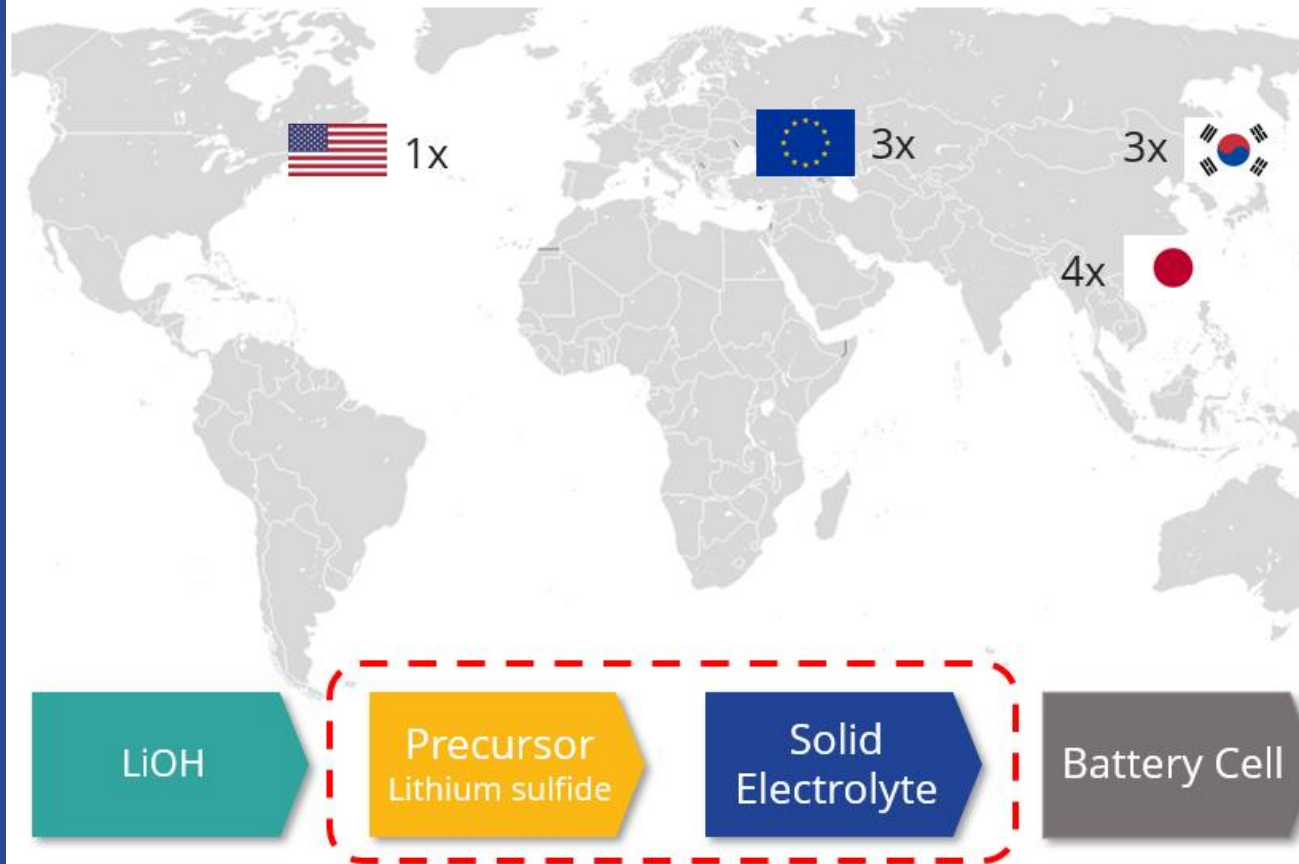 1x
3x
3x
4x
LiOH
Precursor
Lithium sulfide
Solid
Electrolyte
Battery Cell